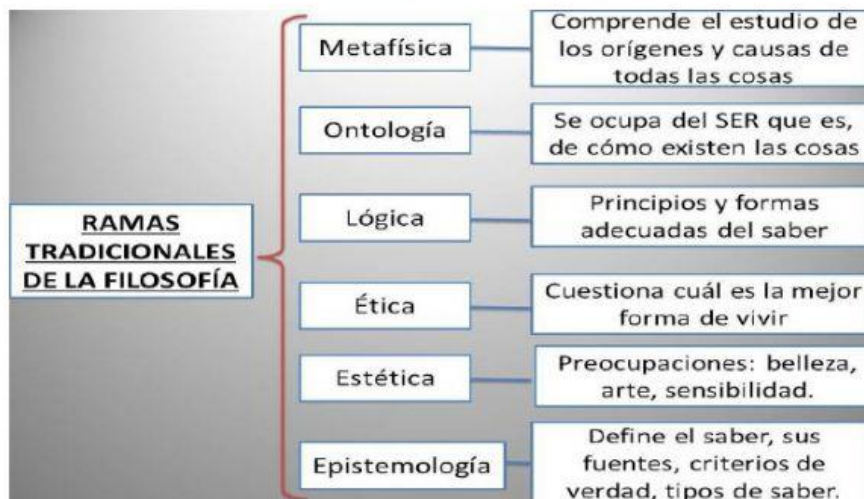 RAMAS
TRADICIONALES
DE LA FILOSOFÍA
Metafísica
Comprende el estudio de
los orígenes y causas de
todas las cosas
Ontología
Se ocupa del SER que es,
de cómo existen las cosas
Lógica
Principios y formas
adecuadas del saber
Ética
Cuestiona cuál es la mejor
forma de vivir
Estética
Preocupaciones: belleza,
arte, sensibilidad.
Epistemología
Define el saber, sus
fuentes, criterios de
verdad, tipos de saber.